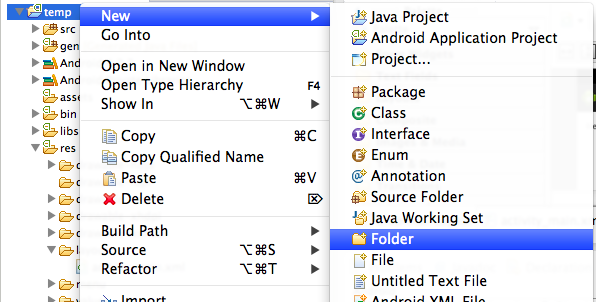 temp
src
gen
And
And
asse
bin
libs
res
New
Go Into
Open in New Window
Open Type Hierarchy F4
Show In ⌥⌘W
Copy ⌘C
Copy Qualified Name
Paste ⌘V
Delete ⌦
Build Path
Source ⌥⌘S
Refactor ⌥⌘T
Import
Java Project
Android Application Project
Project...
Package
Class
Interface
Enum
Annotation
Source Folder
Java Working Set
Folder
File
Untitled Text File
Android XML File